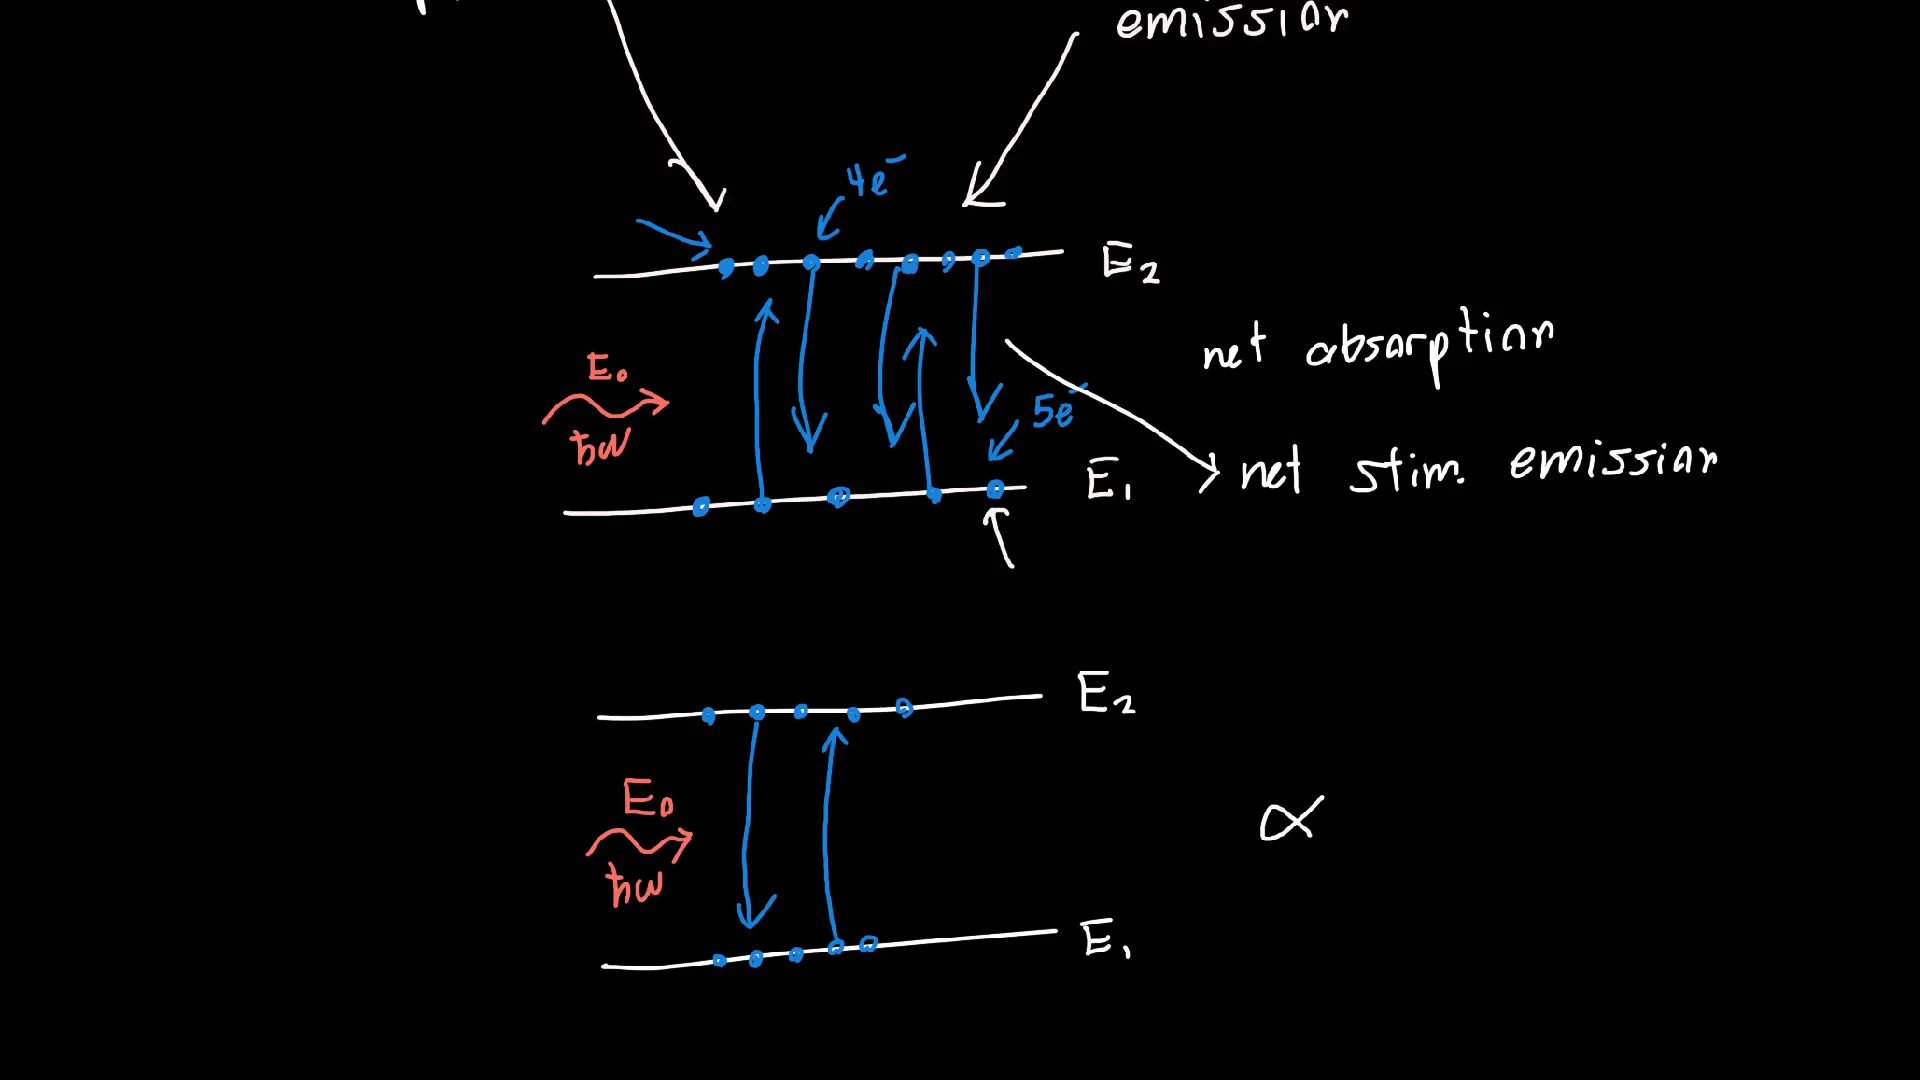 emission
4e⁻
E₂
net absorption
E₀
ħω
5e⁻
E₁
net stim. emission
E₂
E₀
ħω
α
E₁